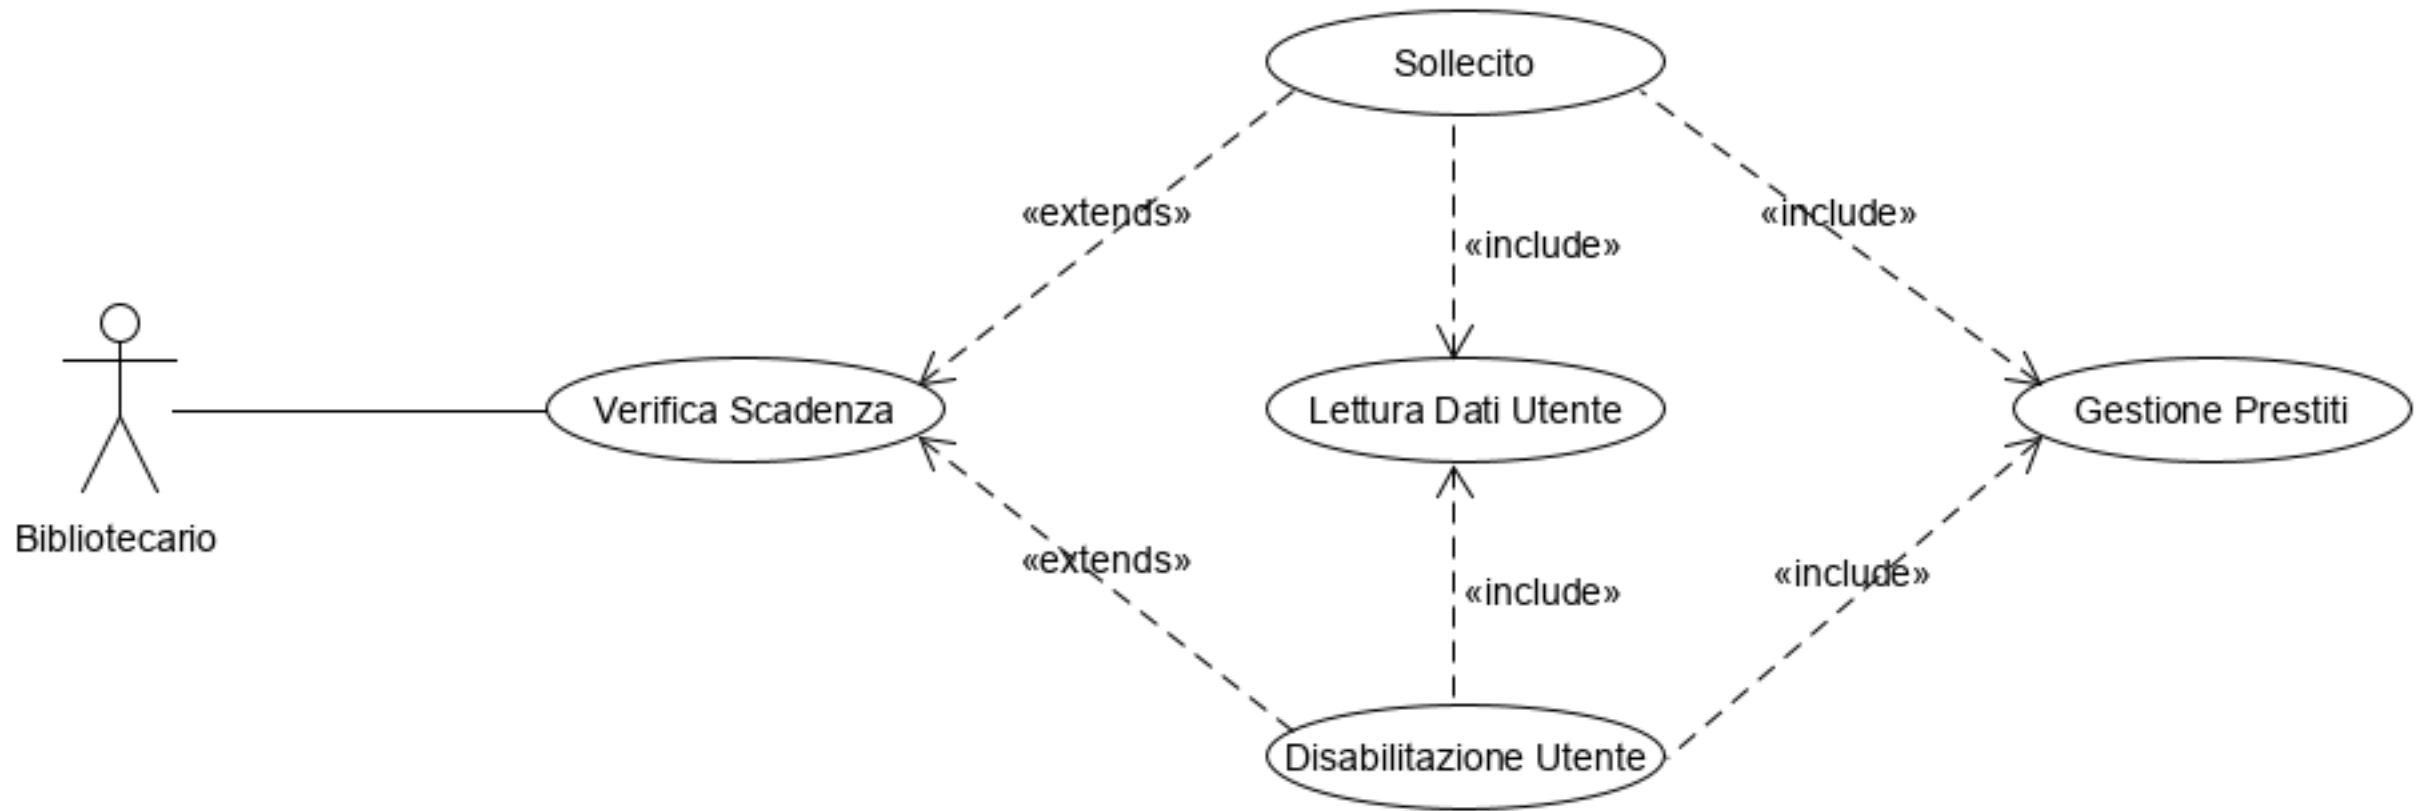 Sollecito
«extends»
«include»
«include»
Verifica Scadenza
Lettura Dati Utente
Gestione Prestiti
Bibliotecario
«extends»
«include»
«include»
Disabilitazione Utente